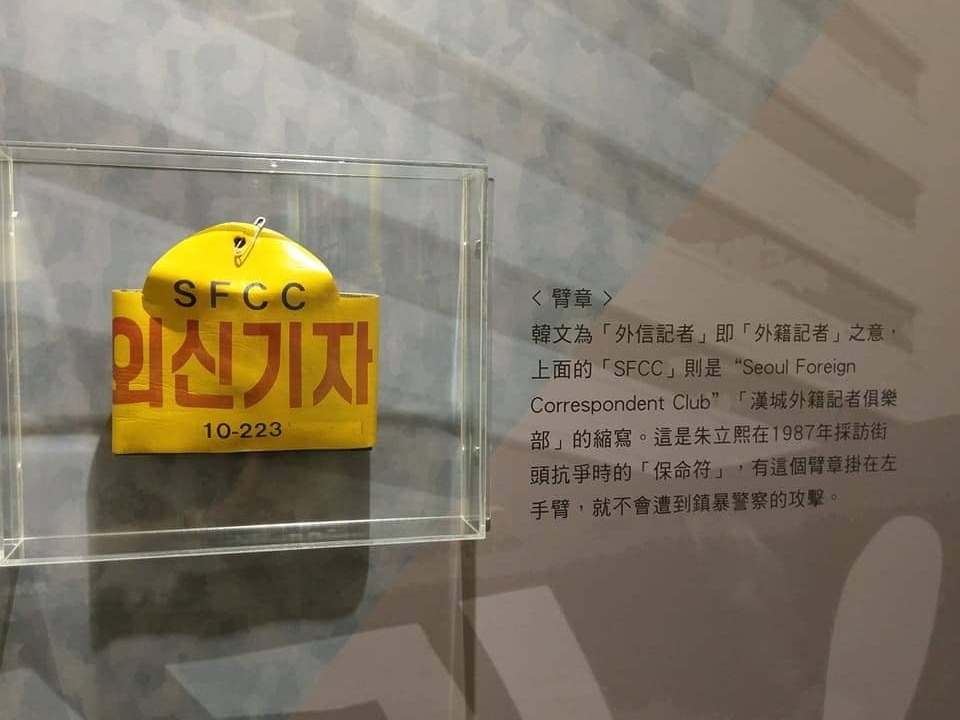 SFCC
외신기자
10-223
〈 臂章 〉
韓文為「外信記者」即「外籍記者」之意，
上面的「SFCC」則是“Seoul Foreign
Correspondent Club”「漢城外籍記者俱樂
部」的縮寫。這是朱立熙在1987年採訪街
頭抗爭時的「保命符」，有這個臂章掛在左
手臂，就不會遭到鎮暴警察的攻擊。